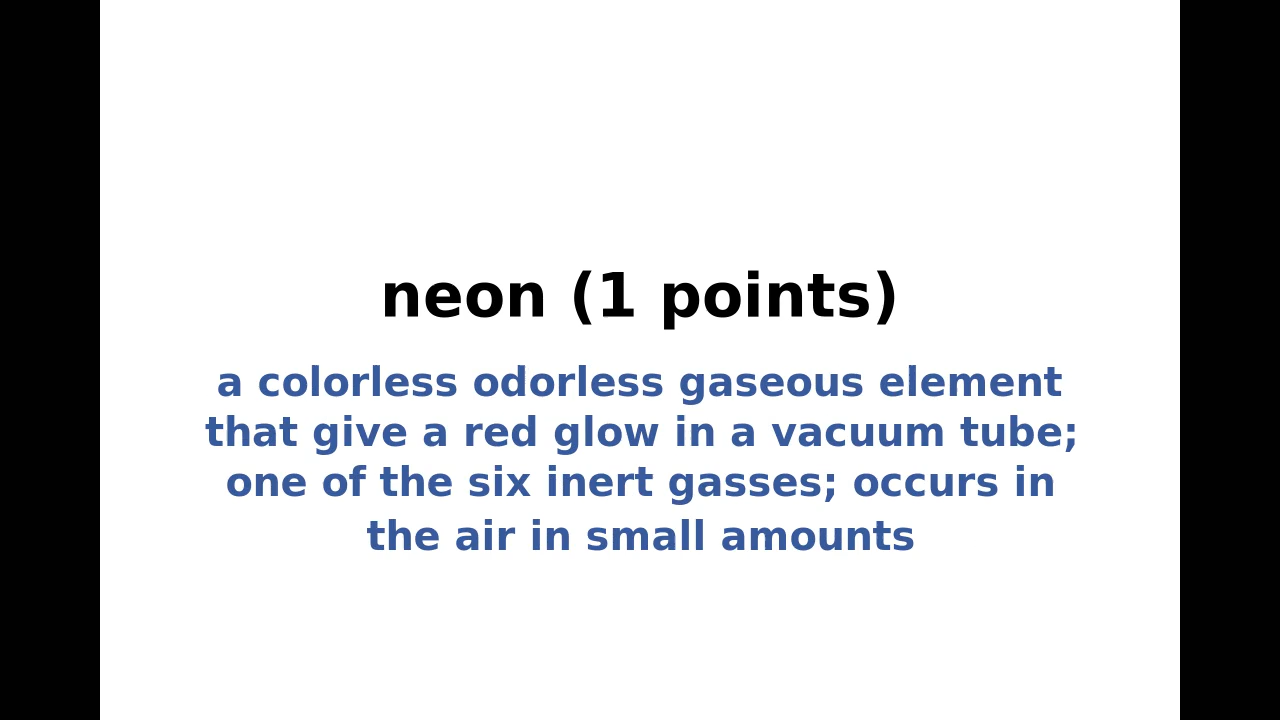 neon (1 points)
a colorless odorless gaseous element
that give a red glow in a vacuum tube;
one of the six inert gasses; occurs in
the air in small amounts